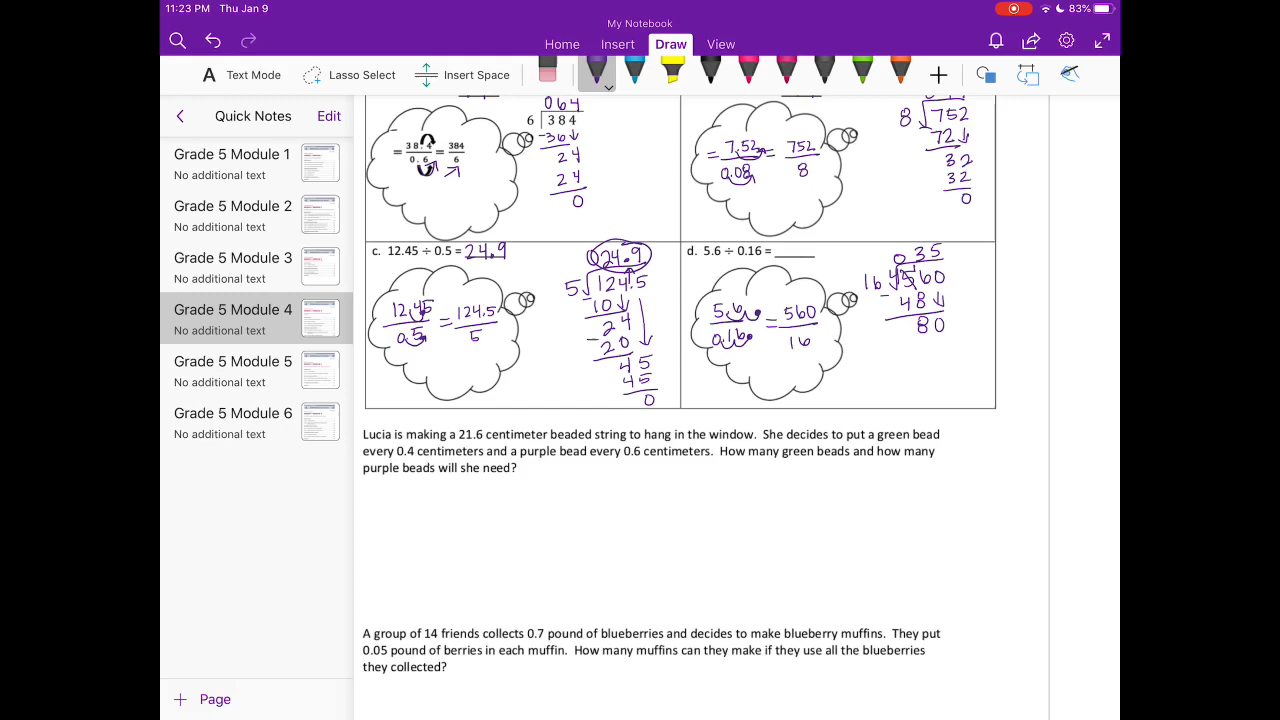 11:23 PM Thu Jan 9
83%
My Notebook
Home Insert Draw View
A Text Mode Lasso Select Insert Space
Quick Notes Edit
Grade 5 Module 1
No additional text
Grade 5 Module 2
No additional text
Grade 5 Module 3
No additional text
Grade 5 Module 4
No additional text
Grade 5 Module 5
No additional text
Grade 5 Module 6
No additional text
+ Page
064
6 384
-36
24
24
0
= 38.4 / 0.6 = 384 / 6
8 752
72
32
32
0
= 7.52 / 0.08 = 752 / 8
c. 12.45 ÷ 0.5 = 24.9
12.45 / 0.5 = 124.5 / 5
024.9
5 124.5
-10
24
-20
45
45
0
d. 5.6 ÷ 0.16 = ______
5.6 / 0.16 = 560 / 16
035
16 560
-48
80
Lucia is making a 21. centimeter beaded string to hang in the window. She decides to put a green bead
every 0.4 centimeters and a purple bead every 0.6 centimeters. How many green beads and how many
purple beads will she need?
A group of 14 friends collects 0.7 pound of blueberries and decides to make blueberry muffins. They put
0.05 pound of berries in each muffin. How many muffins can they make if they use all the blueberries
they collected?